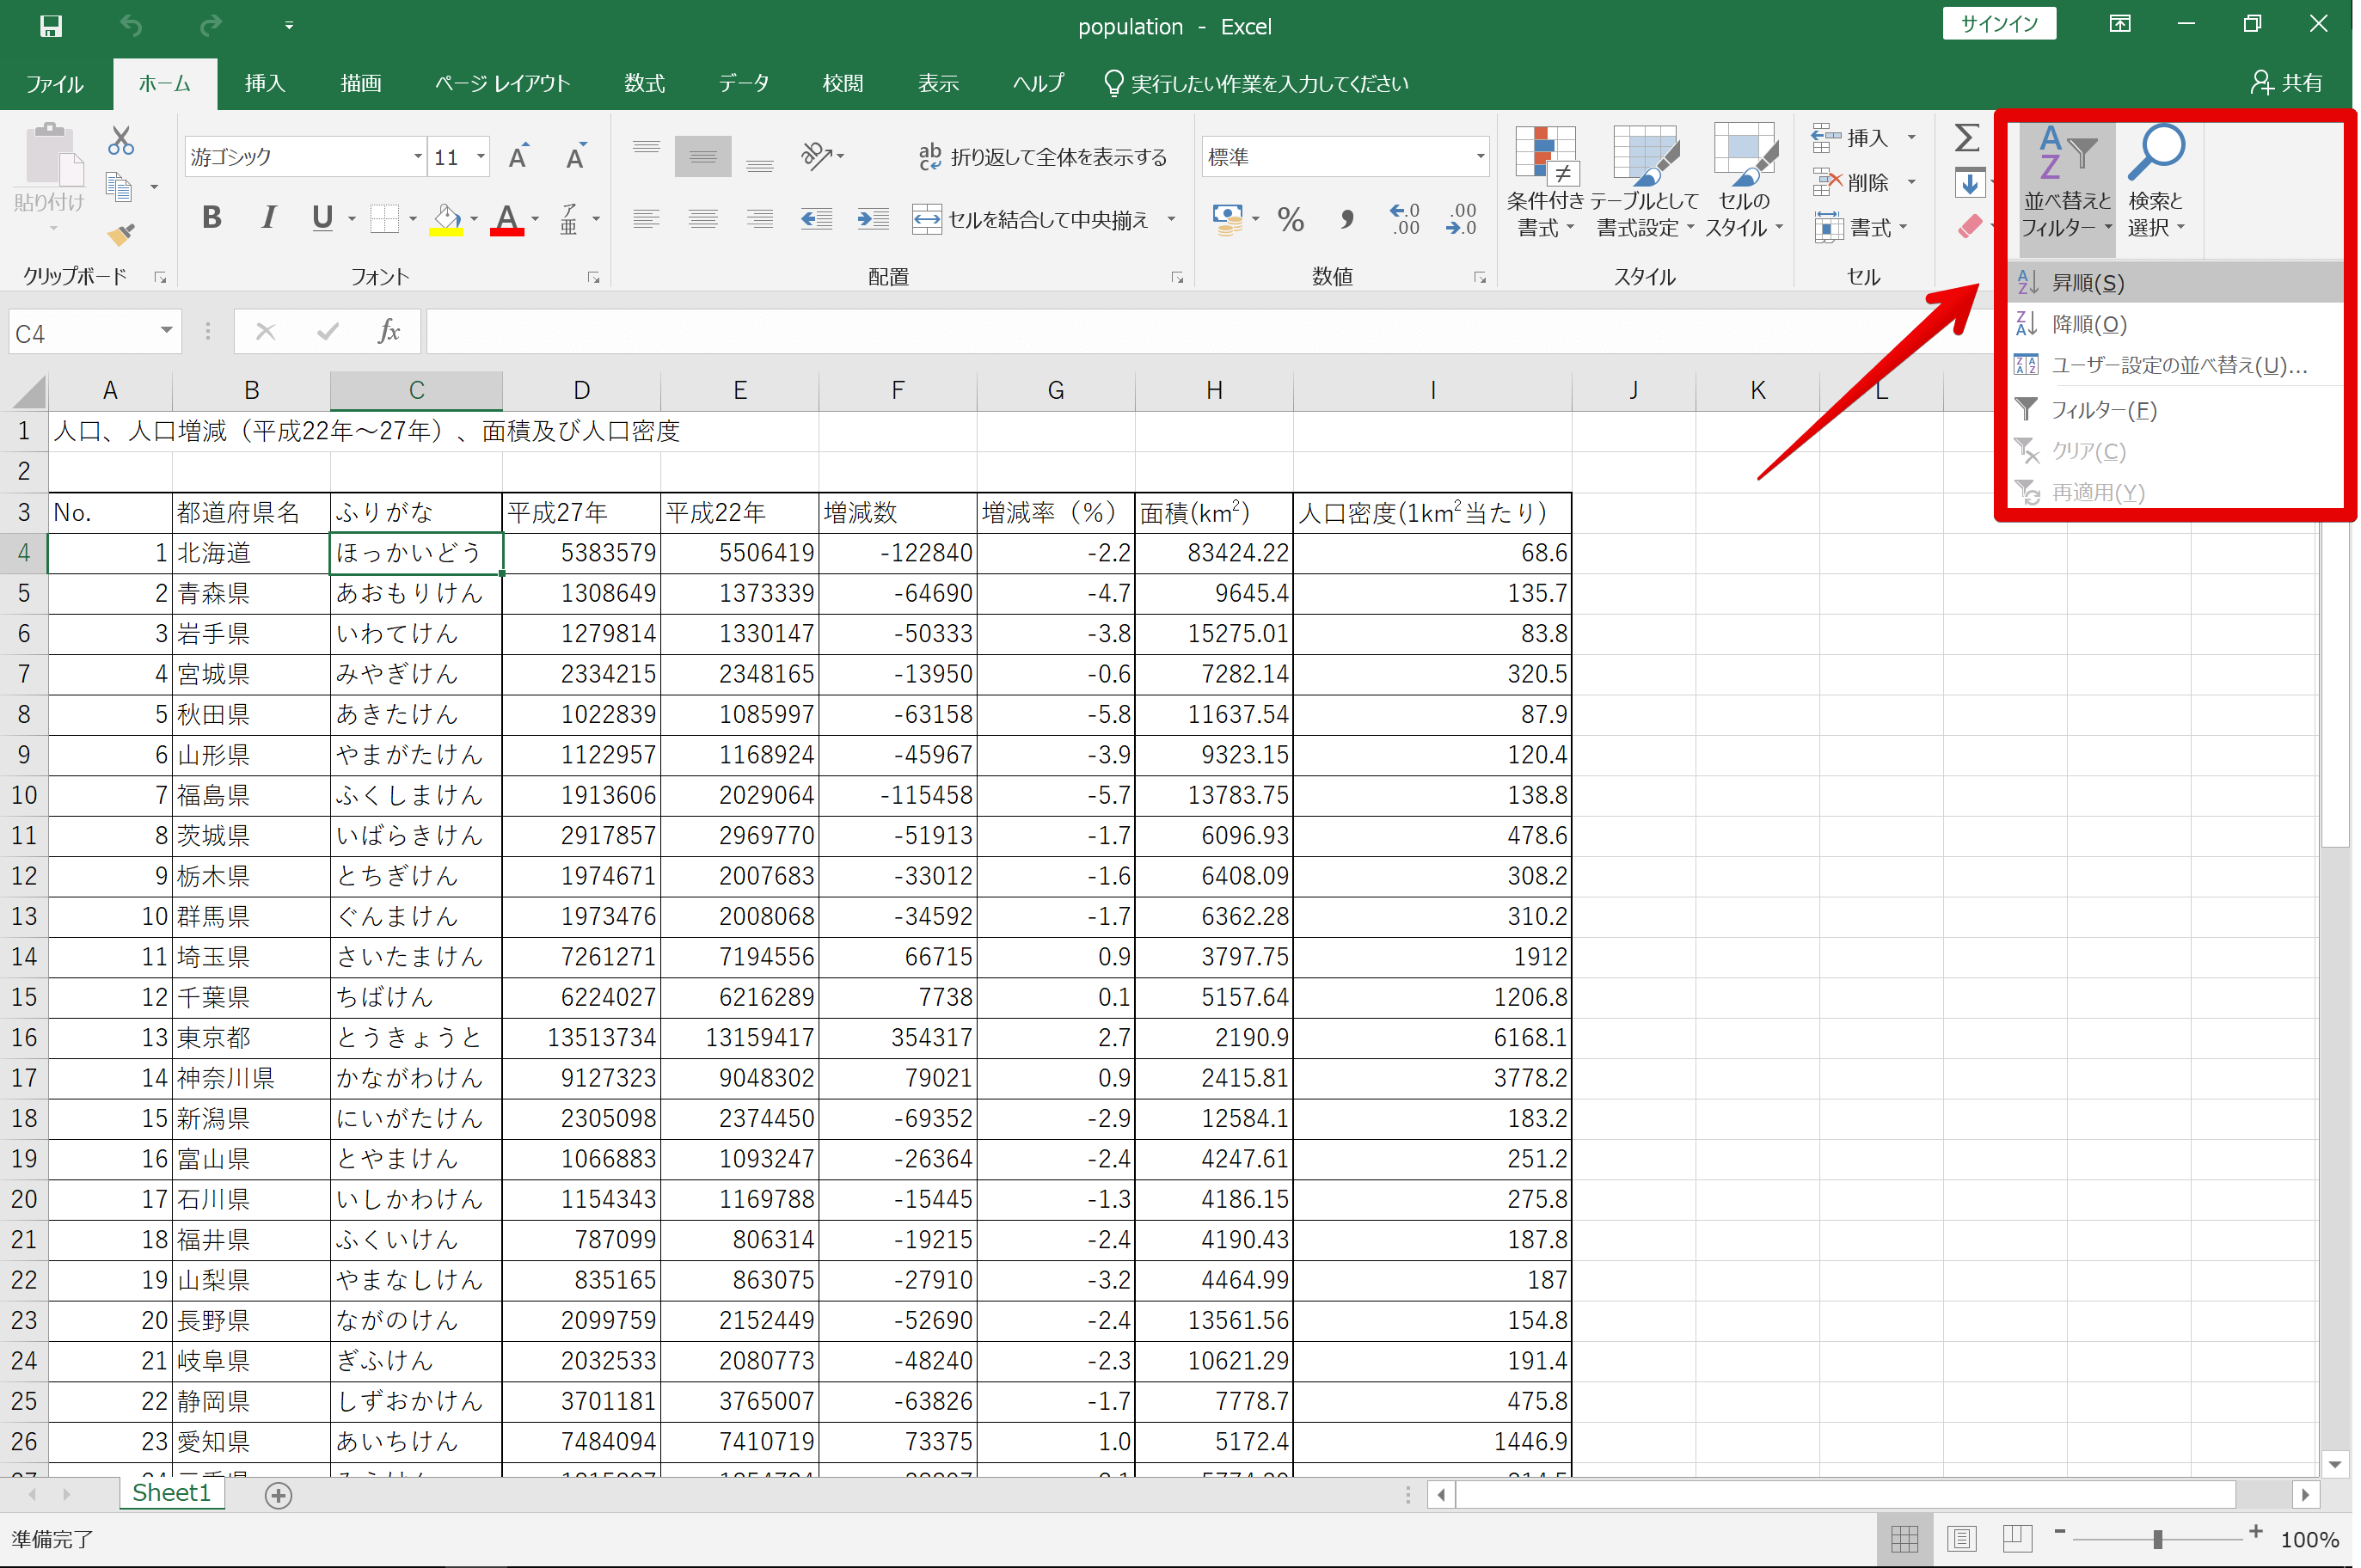 population - Excel
サインイン
ファイル ホーム 挿入 描画 ページ レイアウト 数式 データ 校閲 表示 ヘルプ 実行したい作業を入力してください 共有
貼り付け
クリップボード
游ゴシック 11
B I U
フォント
折り返して全体を表示する
セルを結合して中央揃え
配置
標準
数値
条件付き書式
テーブルとして書式設定
セルのスタイル
スタイル
挿入
削除
書式
セル
並べ替えと
フィルター
検索と
選択
昇順(S)
降順(O)
ユーザー設定の並べ替え(U)...
フィルター(F)
クリア(C)
再適用(Y)
C4
fx
A B C D E F G H I J K L
1 人口、人口増減（平成22年～27年）、面積及び人口密度
2
3 No. 都道府県名 ふりがな 平成27年 平成22年 増減数 増減率（%） 面積(km²) 人口密度(1km²当たり)
4 1 北海道 ほっかいどう 5383579 5506419 -122840 -2.2 83424.22 68.6
5 2 青森県 あおもりけん 1308649 1373339 -64690 -4.7 9645.4 135.7
6 3 岩手県 いわてけん 1279814 1330147 -50333 -3.8 15275.01 83.8
7 4 宮城県 みやぎけん 2334215 2348165 -13950 -0.6 7282.14 320.5
8 5 秋田県 あきたけん 1022839 1085997 -63158 -5.8 11637.54 87.9
9 6 山形県 やまがたけん 1122957 1168924 -45967 -3.9 9323.15 120.4
10 7 福島県 ふくしまけん 1913606 2029064 -115458 -5.7 13783.75 138.8
11 8 茨城県 いばらきけん 2917857 2969770 -51913 -1.7 6096.93 478.6
12 9 栃木県 とちぎけん 1974671 2007683 -33012 -1.6 6408.09 308.2
13 10 群馬県 ぐんまけん 1973476 2008068 -34592 -1.7 6362.28 310.2
14 11 埼玉県 さいたまけん 7261271 7194556 66715 0.9 3797.75 1912
15 12 千葉県 ちばけん 6224027 6216289 7738 0.1 5157.64 1206.8
16 13 東京都 とうきょうと 13513734 13159417 354317 2.7 2190.9 6168.1
17 14 神奈川県 かながわけん 9127323 9048302 79021 0.9 2415.81 3778.2
18 15 新潟県 にいがたけん 2305098 2374450 -69352 -2.9 12584.1 183.2
19 16 富山県 とやまけん 1066883 1093247 -26364 -2.4 4247.61 251.2
20 17 石川県 いしかわけん 1154343 1169788 -15445 -1.3 4186.15 275.8
21 18 福井県 ふくいけん 787099 806314 -19215 -2.4 4190.43 187.8
22 19 山梨県 やまなしけん 835165 863075 -27910 -3.2 4464.99 187
23 20 長野県 ながのけん 2099759 2152449 -52690 -2.4 13561.56 154.8
24 21 岐阜県 ぎふけん 2032533 2080773 -48240 -2.3 10621.29 191.4
25 22 静岡県 しずおかけん 3701181 3765007 -63826 -1.7 7778.7 475.8
26 23 愛知県 あいちけん 7484094 7410719 73375 1.0 5172.4 1446.9
Sheet1
準備完了
100%